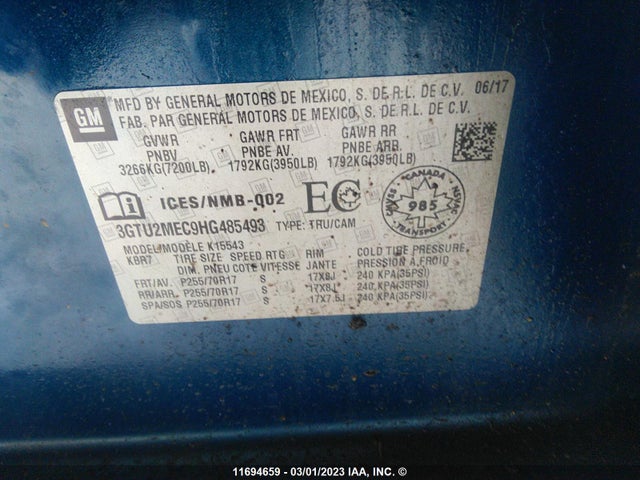 GM
MFD BY GENERAL MOTORS DE MEXICO, S. DE R.L. DE C.V. 06/17
FAB. PAR GENERAL MOTORS DE MEXICO, S. DE R.L. DE C.V.
GVWR GAWR FRT GAWR RR
PNBV PNBE AV. PNBE ARR.
3266KG(7200LB) 1792KG(3950LB) 1792KG(3950LB)
ICES/NMB-002 EC
CANADA
985
TRANSPORT
3GTU2MEC9HG485493 TYPE: TRU/CAM
MODEL/MODÈLE K15543
KBR7 TIRE SIZE SPEED RTG RIM COLD TIRE PRESSURE
DIM. PNEU COTE VITESSE JANTE PRESSION À FROID
FRT/AV. P255/70R17 S 17X8J 240 KPA(35PSI)
RR/ARR. P255/70R17 S 17X8J 240 KPA(35PSI)
SPA/SOS P255/70R17 S 17X7.5J 240 KPA(35PSI)
11694659 - 03/01/2023 IAA, INC. ©